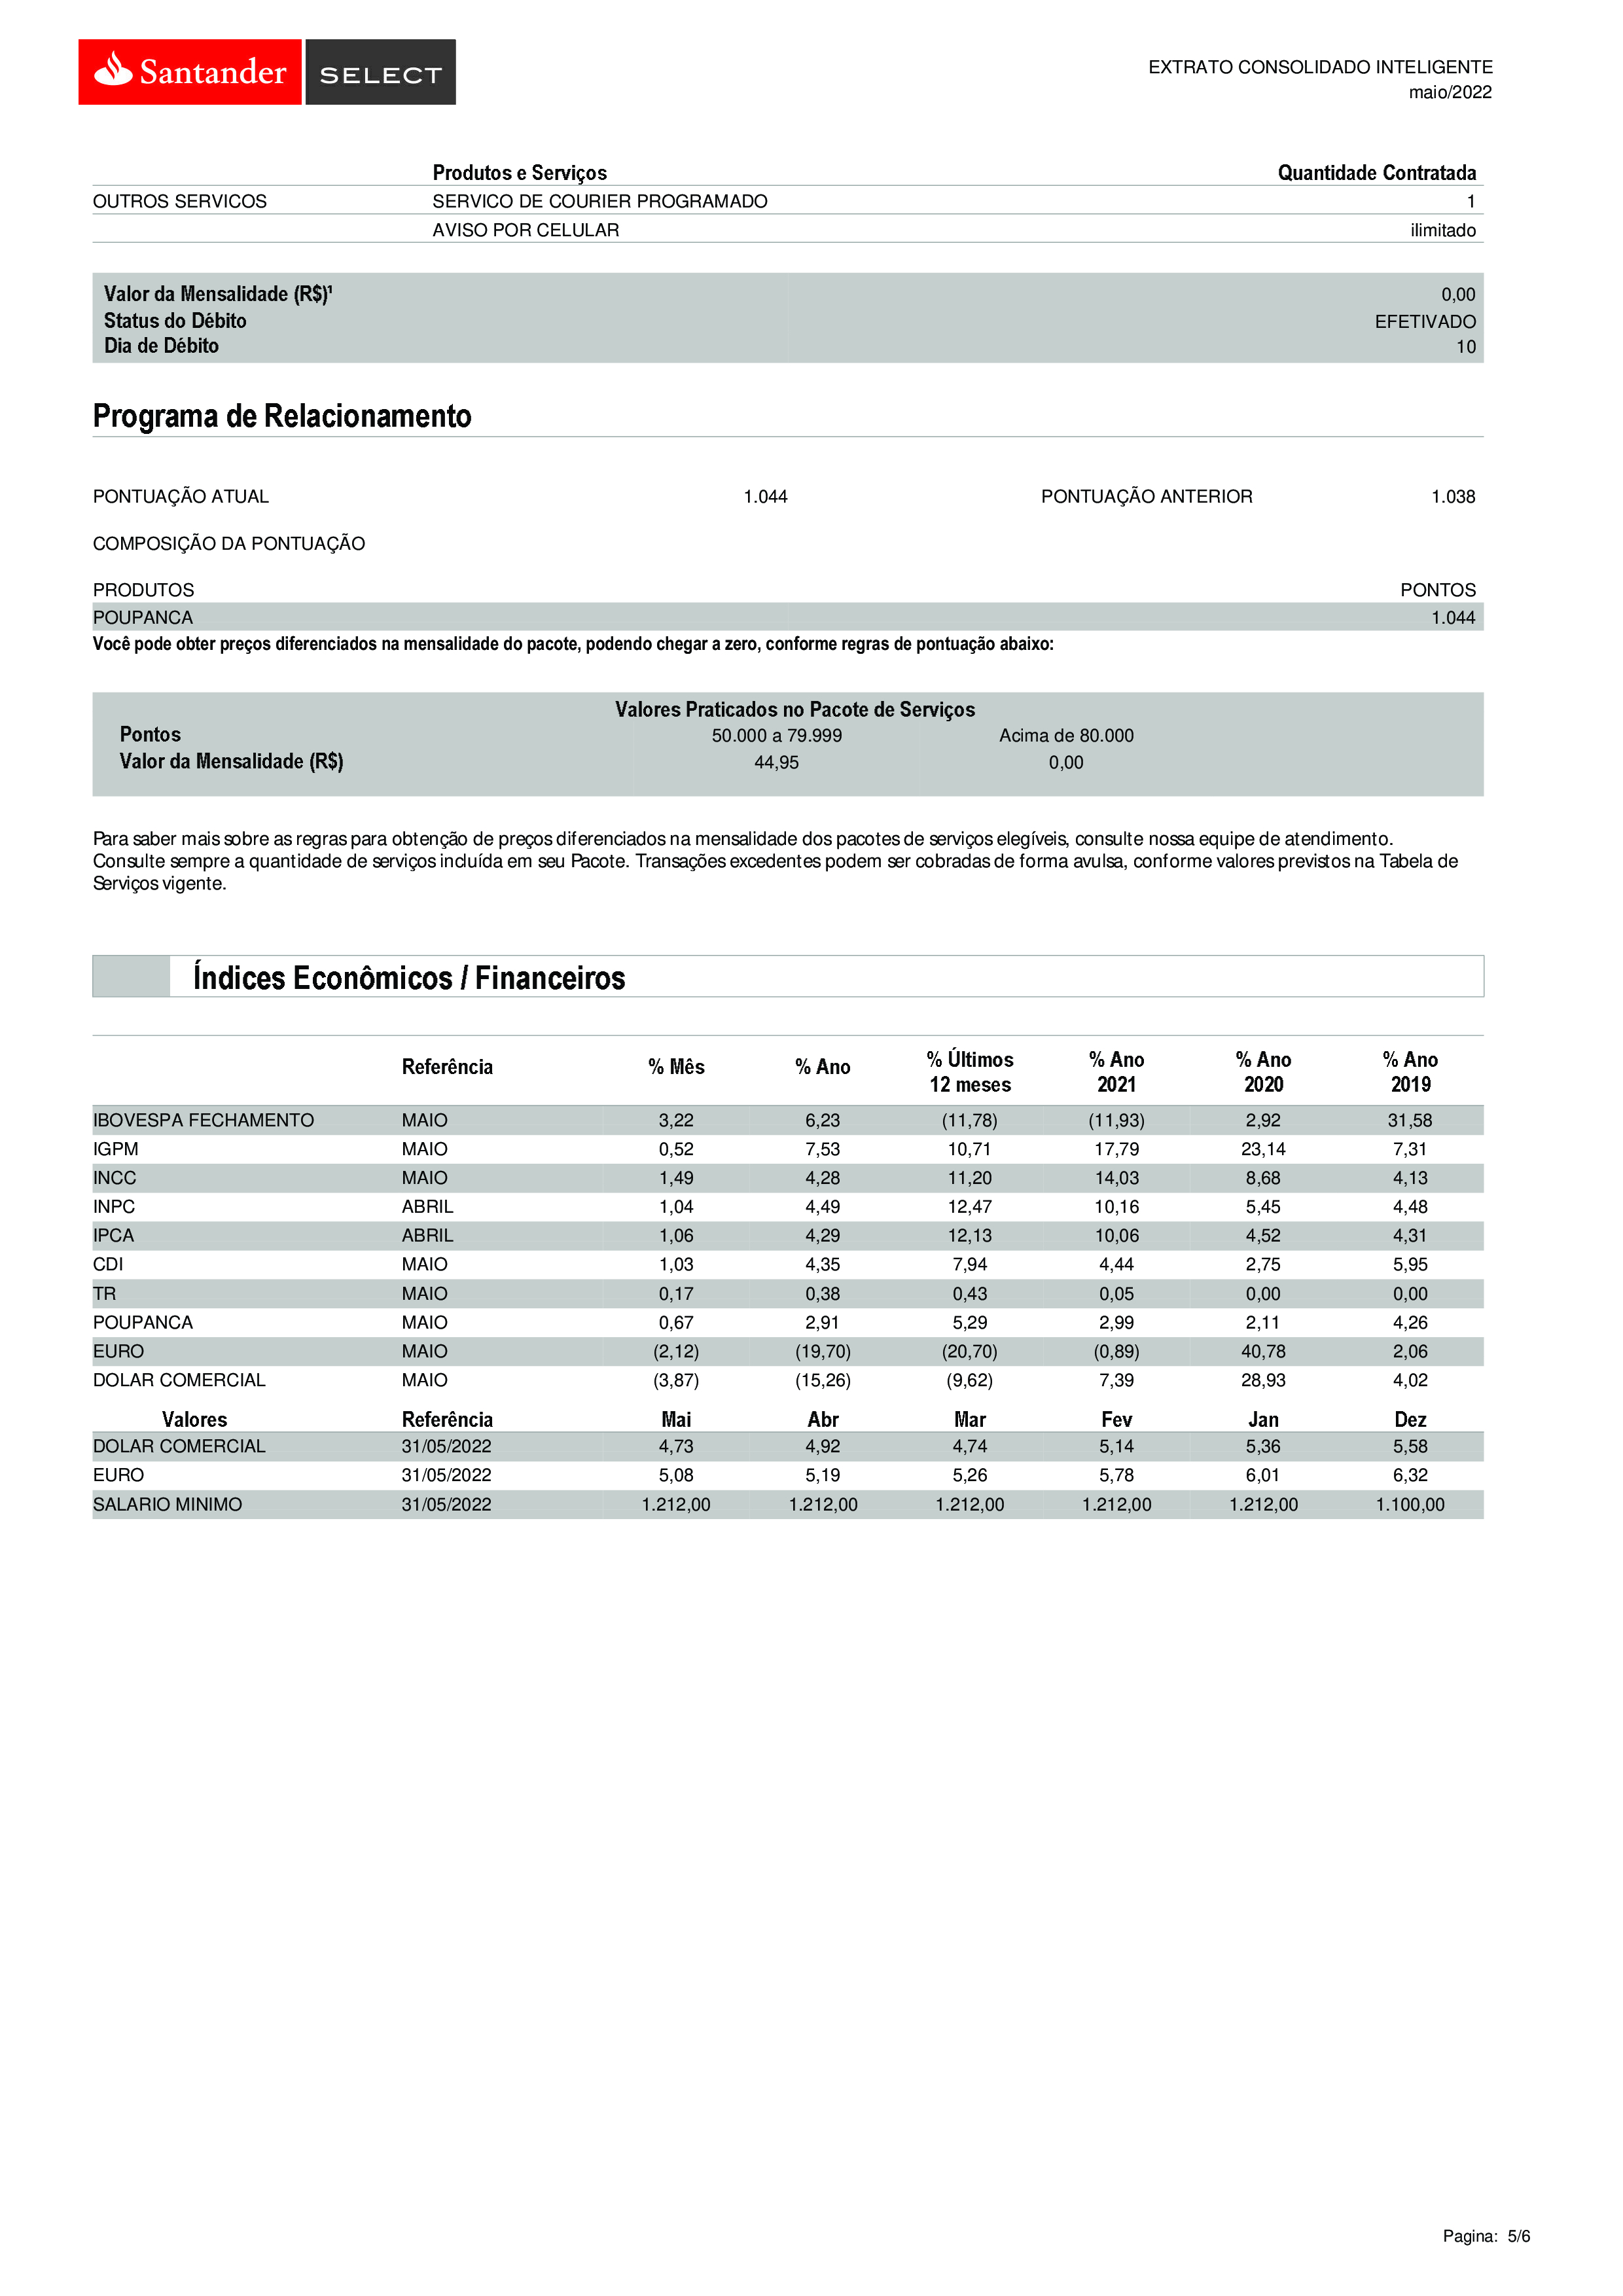 Santander SELECT
EXTRATO CONSOLIDADO INTELIGENTE
maio/2022
Produtos e Serviços Quantidade Contratada
OUTROS SERVICOS SERVICO DE COURIER PROGRAMADO 1
AVISO POR CELULAR ilimitado
Valor da Mensalidade (R$)¹ 0,00
Status do Débito EFETIVADO
Dia de Débito 10
Programa de Relacionamento
PONTUAÇÃO ATUAL 1.044 PONTUAÇÃO ANTERIOR 1.038
COMPOSIÇÃO DA PONTUAÇÃO
PRODUTOS PONTOS
POUPANCA 1.044
Você pode obter preços diferenciados na mensalidade do pacote, podendo chegar a zero, conforme regras de pontuação abaixo:
Valores Praticados no Pacote de Serviços
Pontos 50.000 a 79.999 Acima de 80.000
Valor da Mensalidade (R$) 44,95 0,00
Para saber mais sobre as regras para obtenção de preços diferenciados na mensalidade dos pacotes de serviços elegíveis, consulte nossa equipe de atendimento.
Consulte sempre a quantidade de serviços incluída em seu Pacote. Transações excedentes podem ser cobradas de forma avulsa, conforme valores previstos na Tabela de
Serviços vigente.
Índices Econômicos / Financeiros
Referência % Mês % Ano % Últimos 12 meses % Ano 2021 % Ano 2020 % Ano 2019
IBOVESPA FECHAMENTO MAIO 3,22 6,23 (11,78) (11,93) 2,92 31,58
IGPM MAIO 0,52 7,53 10,71 17,79 23,14 7,31
INCC MAIO 1,49 4,28 11,20 14,03 8,68 4,13
INPC ABRIL 1,04 4,49 12,47 10,16 5,45 4,48
IPCA ABRIL 1,06 4,29 12,13 10,06 4,52 4,31
CDI MAIO 1,03 4,35 7,94 4,44 2,75 5,95
TR MAIO 0,17 0,38 0,43 0,05 0,00 0,00
POUPANCA MAIO 0,67 2,91 5,29 2,99 2,11 4,26
EURO MAIO (2,12) (19,70) (20,70) (0,89) 40,78 2,06
DOLAR COMERCIAL MAIO (3,87) (15,26) (9,62) 7,39 28,93 4,02
Valores Referência Mai Abr Mar Fev Jan Dez
DOLAR COMERCIAL 31/05/2022 4,73 4,92 4,74 5,14 5,36 5,58
EURO 31/05/2022 5,08 5,19 5,26 5,78 6,01 6,32
SALARIO MINIMO 31/05/2022 1.212,00 1.212,00 1.212,00 1.212,00 1.212,00 1.100,00
Pagina: 5/6